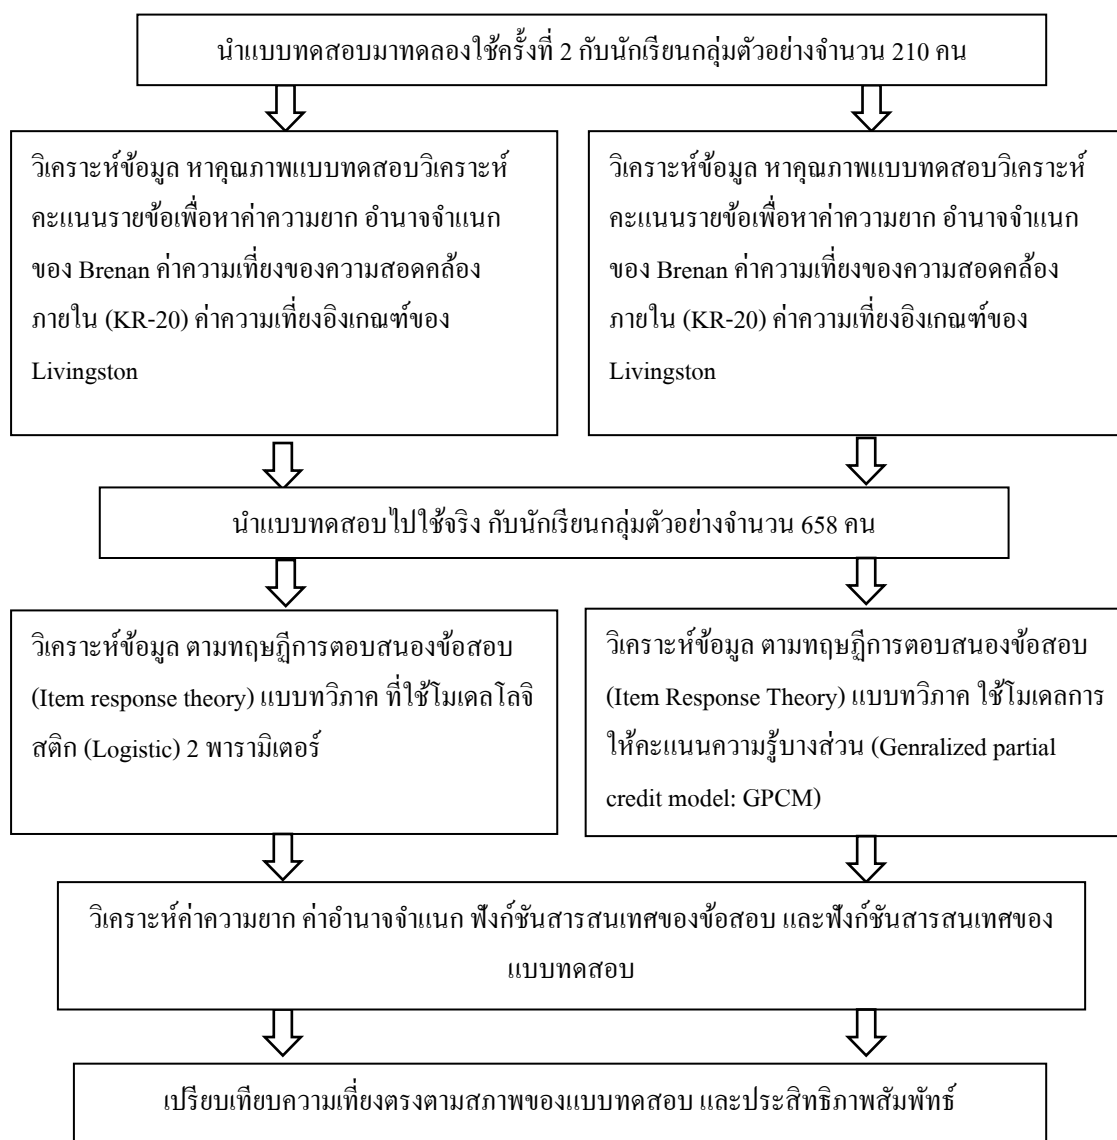 นำแบบทดสอบมาทดลองใช้ครั้งที่ 2 กับนักเรียนกลุ่มตัวอย่างจำนวน 210 คน
วิเคราะห์ข้อมูล หาคุณภาพแบบทดสอบวิเคราะห์
คะแนนรายข้อเพื่อหาค่าความยาก อำนาจจำแนก
ของ Brenan ค่าความเที่ยงของความสอดคล้อง
ภายใน (KR-20) ค่าความเที่ยงอิงเกณฑ์ของ
Livingston
วิเคราะห์ข้อมูล หาคุณภาพแบบทดสอบวิเคราะห์
คะแนนรายข้อเพื่อหาค่าความยาก อำนาจจำแนก
ของ Brenan ค่าความเที่ยงของความสอดคล้อง
ภายใน (KR-20) ค่าความเที่ยงอิงเกณฑ์ของ
Livingston
นำแบบทดสอบไปใช้จริง กับนักเรียนกลุ่มตัวอย่างจำนวน 658 คน
วิเคราะห์ข้อมูล ตามทฤษฎีการตอบสนองข้อสอบ
(Item response theory) แบบทวิภาค ที่ใช้โมเดลโลจิ
สติก (Logistic) 2 พารามิเตอร์
วิเคราะห์ข้อมูล ตามทฤษฎีการตอบสนองข้อสอบ
(Item Response Theory) แบบทวิภาค ใช้โมเดลการ
ให้คะแนนความรู้บางส่วน (Genralized partial
credit model: GPCM)
วิเคราะห์ค่าความยาก ค่าอำนาจจำแนก ฟังก์ชันสารสนเทศของข้อสอบ และฟังก์ชันสารสนเทศของ
แบบทดสอบ
เปรียบเทียบความเที่ยงตรงตามสภาพของแบบทดสอบ และประสิทธิภาพสัมพัทธ์